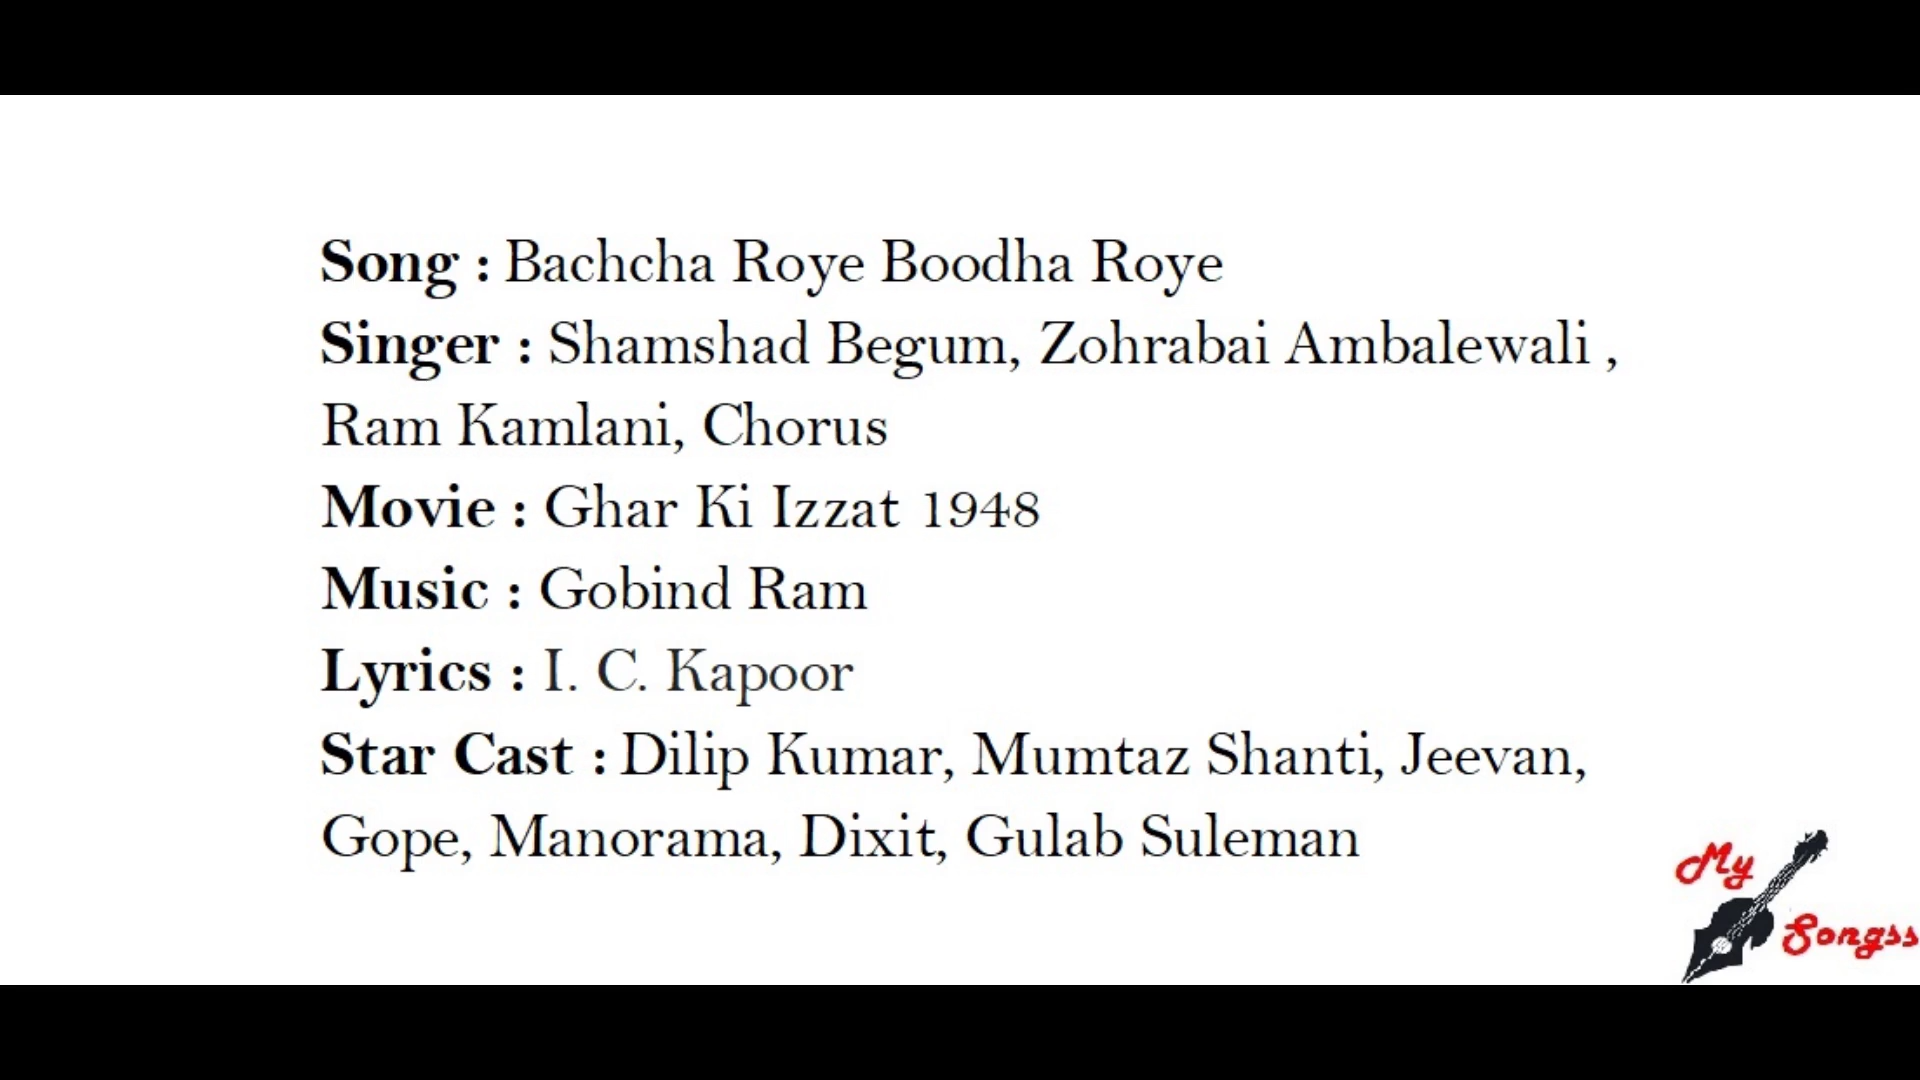 Song : Bachcha Roye Boodha Roye
Singer : Shamshad Begum, Zohrabai Ambalewali ,
Ram Kamlani, Chorus
Movie : Ghar Ki Izzat 1948
Music : Gobind Ram
Lyrics : I. C. Kapoor
Star Cast : Dilip Kumar, Mumtaz Shanti, Jeevan,
Gope, Manorama, Dixit, Gulab Suleman
My
Songss